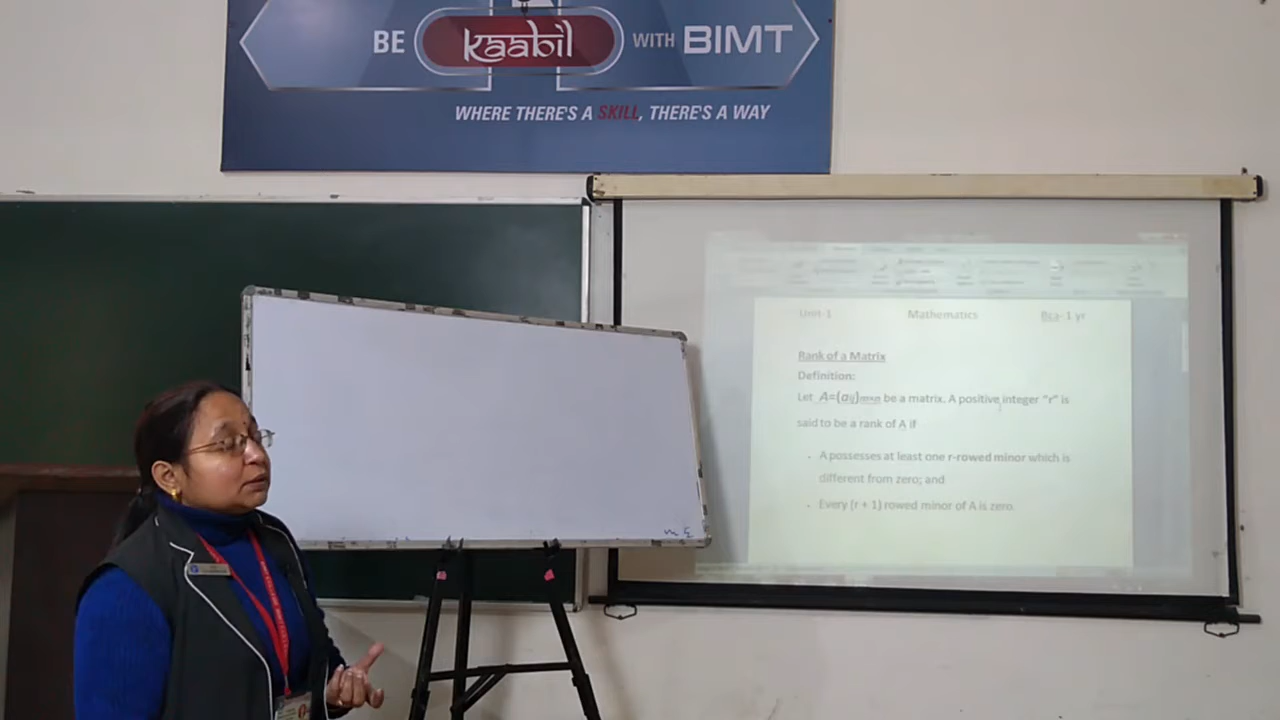 BE kaabil WITH BIMT
WHERE THERE'S A SKILL, THERE'S A WAY
Unit-1 Mathematics Bca- 1 yr
Rank of a Matrix
Definition:
Let A=(aij)m×n be a matrix. A positive integer “r” is
said to be a rank of A if
· A possesses at least one r-rowed minor which is
different from zero; and
· Every (r + 1) rowed minor of A is zero.